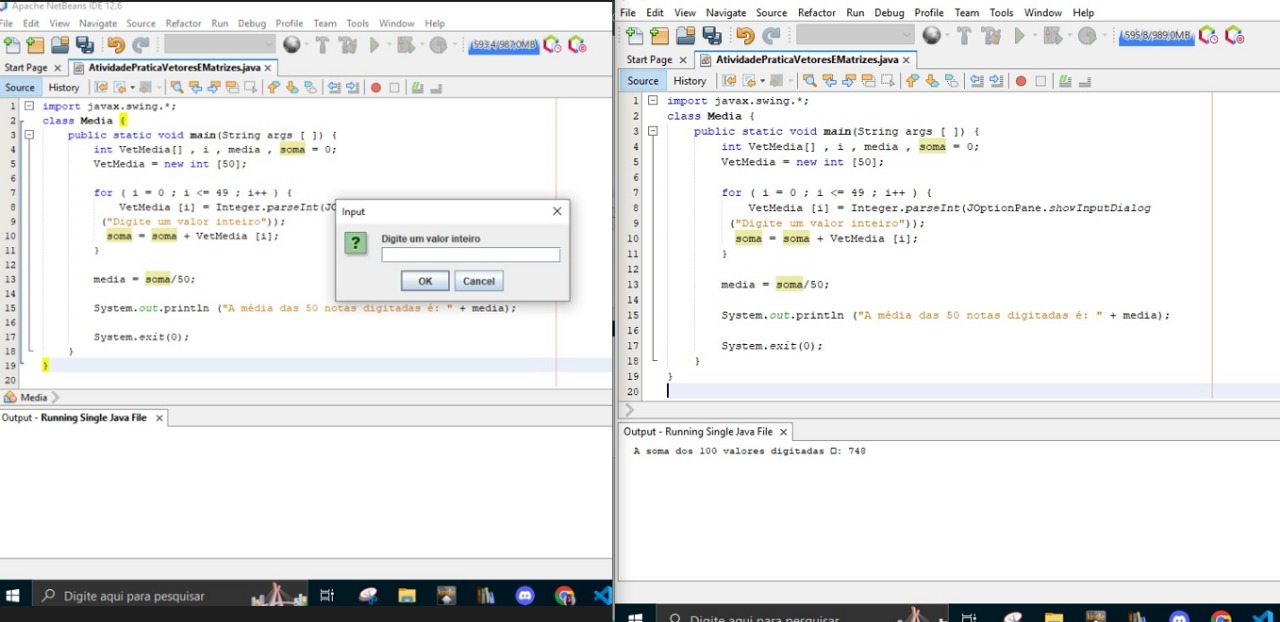 Apache NetBeans IDE 12.6
File Edit View Navigate Source Refactor Run Debug Profile Team Tools Window Help
593,4/987,0MB
Start Page × AtividadePraticaVetoresEMatrizes.java ×
Source History
1 import javax.swing.*;
2 class Media {
3 public static void main(String args [ ]) {
4 int VetMedia[] , i , media , soma = 0;
5 VetMedia = new int [50];
6
7 for ( i = 0 ; i <= 49 ; i++ ) {
8 VetMedia [i] = Integer.parseInt(JO
9 ("Digite um valor inteiro"));
10 soma = soma + VetMedia [i];
11 }
12
13 media = soma/50;
14
15 System.out.println ("A média das 50 notas digitadas é: " + media);
16
17 System.exit(0);
18 }
19 }
20
Input
?
Digite um valor inteiro
OK Cancel
Media
Output - Running Single Java File ×
Digite aqui para pesquisar
File Edit View Navigate Source Refactor Run Debug Profile Team Tools Window Help
595,8/989,0MB
Start Page × AtividadePraticaVetoresEMatrizes.java ×
Source History
1 import javax.swing.*;
2 class Media {
3 public static void main(String args [ ]) {
4 int VetMedia[] , i , media , soma = 0;
5 VetMedia = new int [50];
6
7 for ( i = 0 ; i <= 49 ; i++ ) {
8 VetMedia [i] = Integer.parseInt(JOptionPane.showInputDialog
9 ("Digite um valor inteiro"));
10 soma = soma + VetMedia [i];
11 }
12
13 media = soma/50;
14
15 System.out.println ("A média das 50 notas digitadas é: " + media);
16
17 System.exit(0);
18 }
19 }
20
Output - Running Single Java File ×
A soma dos 100 valores digitadas □: 748
Digite aqui para pesquisar